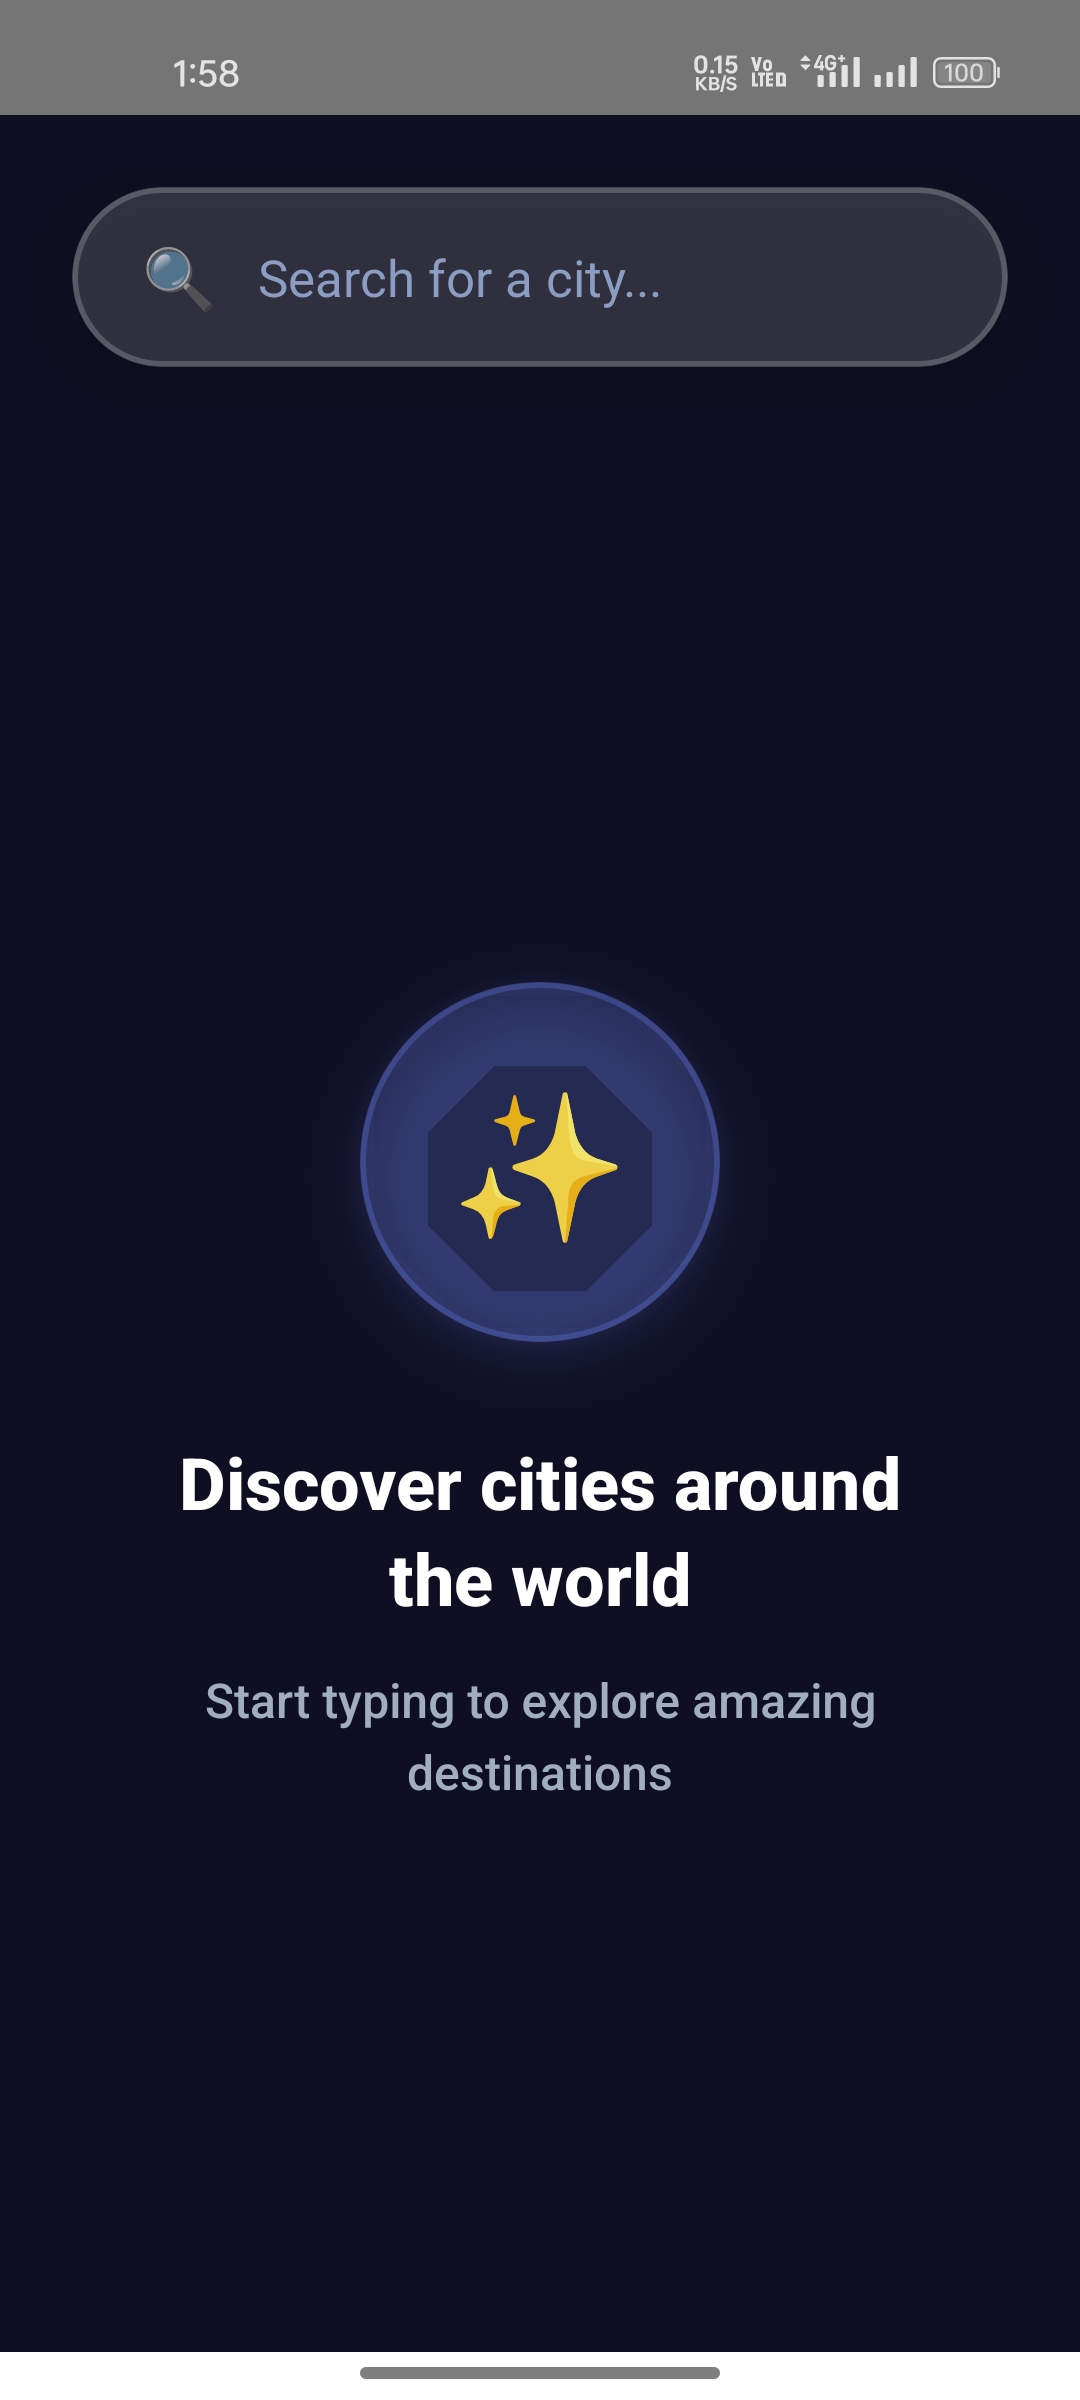 1:58
0.15
KB/S
Vo
LTED
4G+
100
Search for a city...
Discover cities around
the world
Start typing to explore amazing
destinations